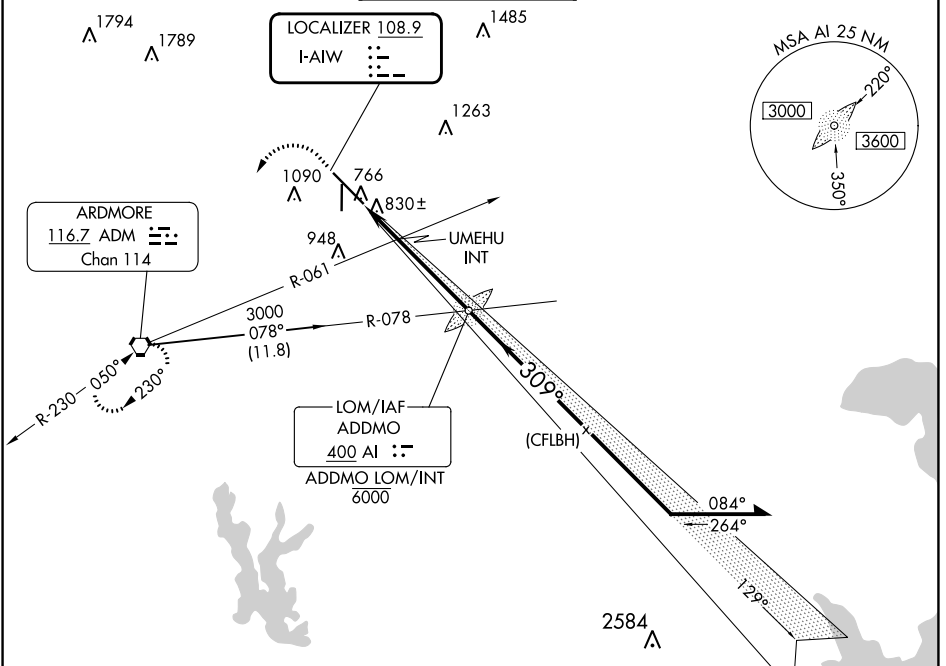 1794
1789
LOCALIZER 108.9
I-AIW
1485
MSA AI 25 NM
220°
3000
3600
350°
1263
1090
766
830±
948
ARDMORE
116.7 ADM
Chan 114
UMEHU
INT
R-061
3000
078°
(11.8)
R-078
R-230
050°
230°
309°
(CFLBH)
LOM/IAF
ADDMO
400 AI
ADDMO LOM/INT
6000
084°
264°
129°
2584